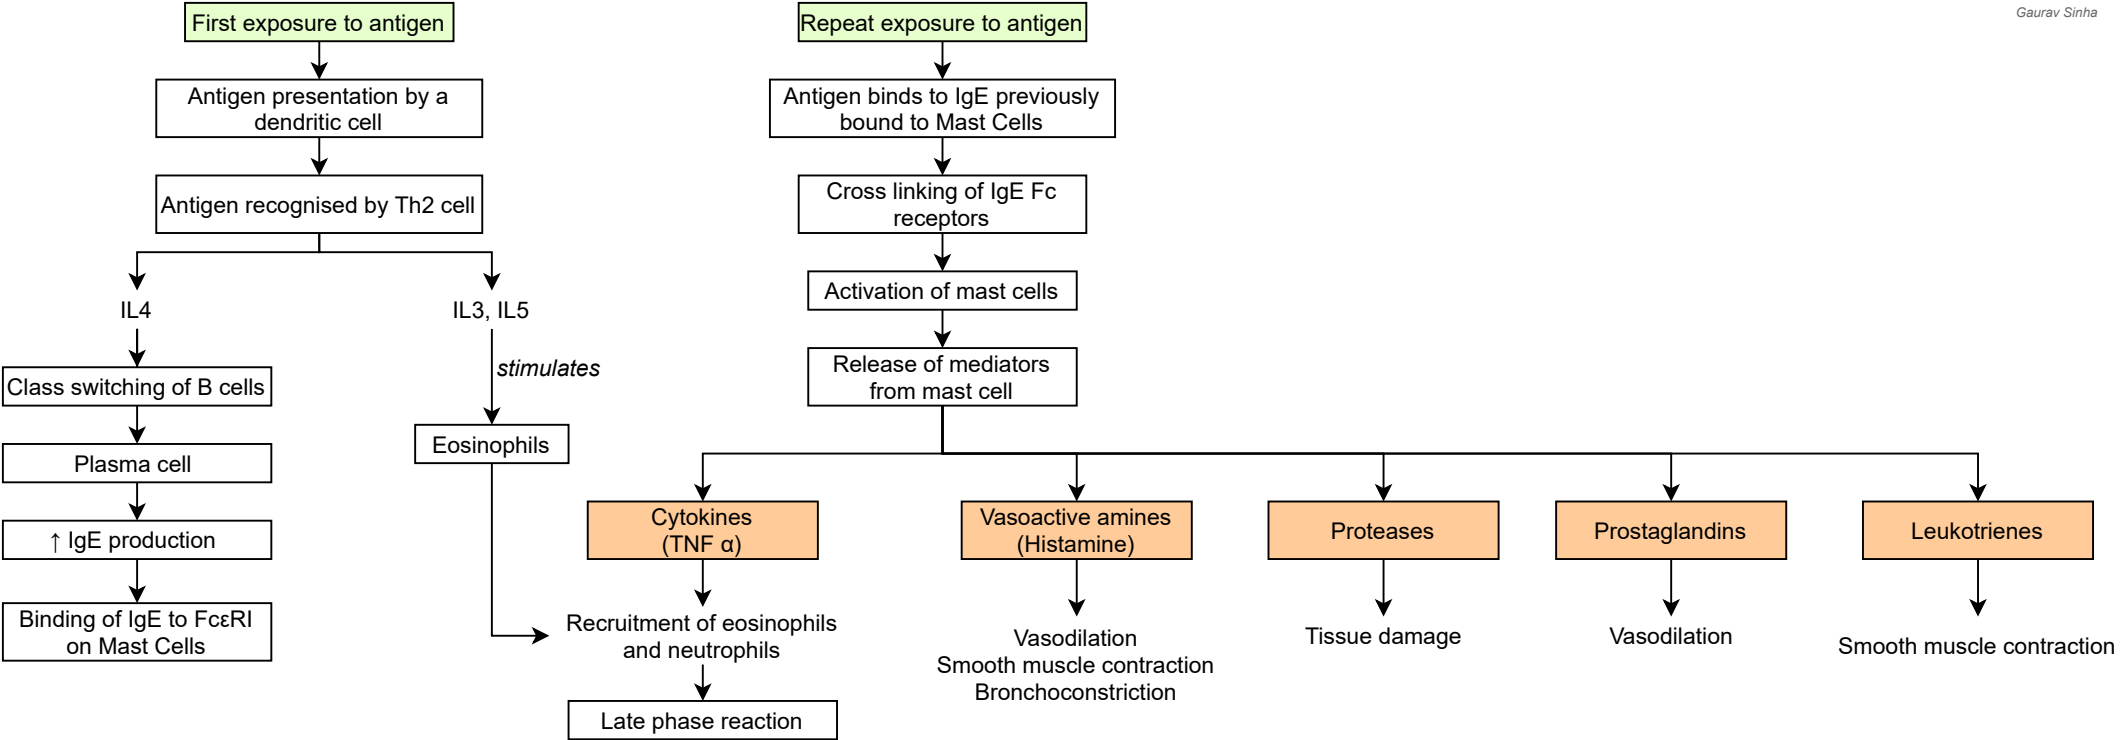 Gaurav Sinha
First exposure to antigen
Antigen presentation by a
dendritic cell
Antigen recognised by Th2 cell
IL4
Class switching of B cells
Plasma cell
↑ IgE production
Binding of IgE to FcεRI
on Mast Cells
IL3, IL5
stimulates
Eosinophils
Repeat exposure to antigen
Antigen binds to IgE previously
bound to Mast Cells
Cross linking of IgE Fc
receptors
Activation of mast cells
Release of mediators
from mast cell
Cytokines
(TNF α)
Recruitment of eosinophils
and neutrophils
Late phase reaction
Vasoactive amines
(Histamine)
Vasodilation
Smooth muscle contraction
Bronchoconstriction
Proteases
Tissue damage
Prostaglandins
Vasodilation
Leukotrienes
Smooth muscle contraction